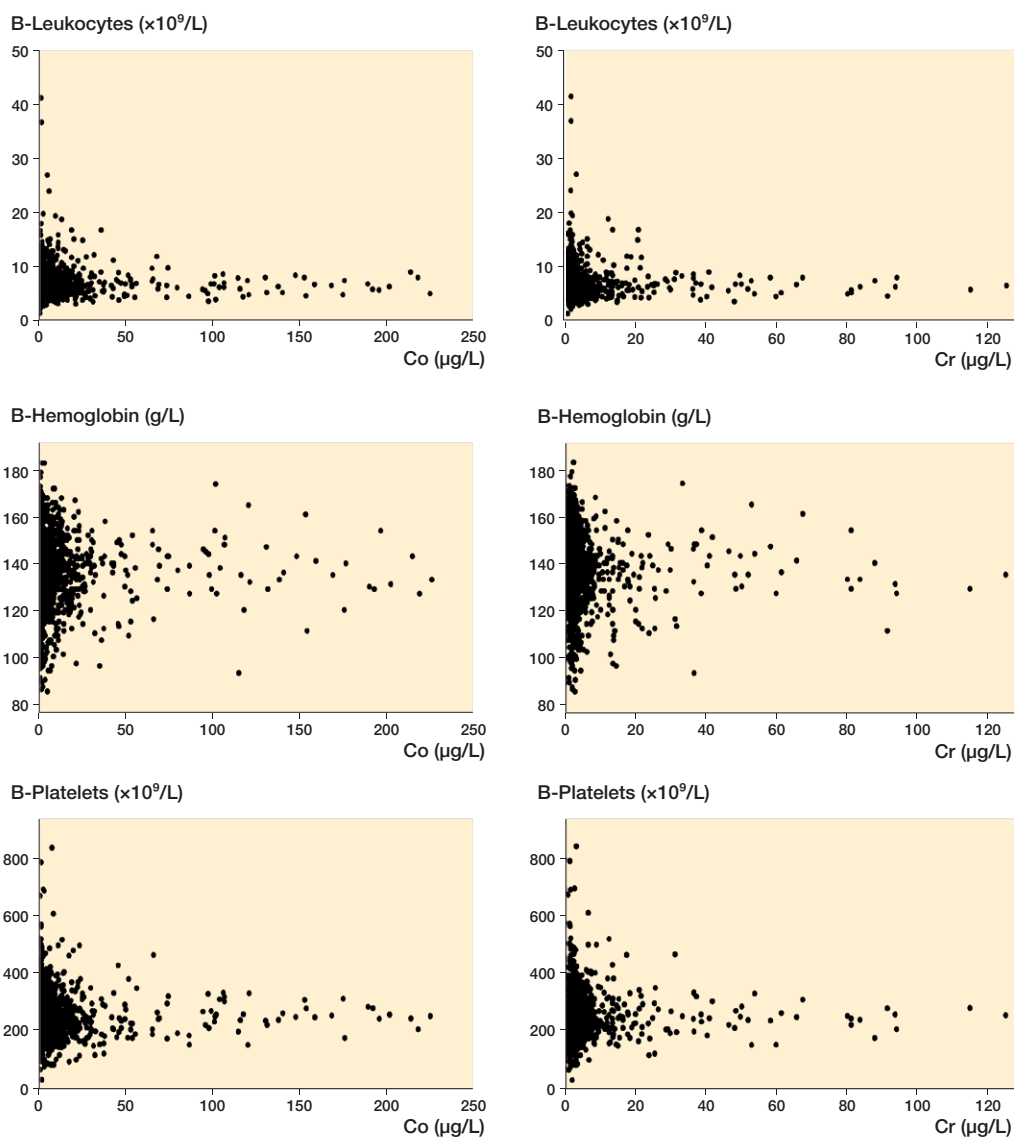 B-Leukocytes (×10⁹/L)
50
40
30
20
10
0
0 50 100 150 200 250
Co (µg/L)
B-Leukocytes (×10⁹/L)
50
40
30
20
10
0
0 20 40 60 80 100 120
Cr (µg/L)
B-Hemoglobin (g/L)
180
160
140
120
100
80
0 50 100 150 200 250
Co (µg/L)
B-Hemoglobin (g/L)
180
160
140
120
100
80
0 20 40 60 80 100 120
Cr (µg/L)
B-Platelets (×10⁹/L)
800
600
400
200
0
0 50 100 150 200 250
Co (µg/L)
B-Platelets (×10⁹/L)
800
600
400
200
0
0 20 40 60 80 100 120
Cr (µg/L)